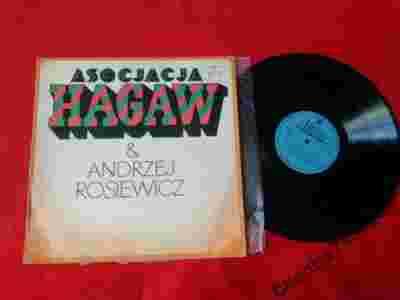 ASOCJACJA
HAGAW
&
ANDRZEJ
ROSIEWICZ